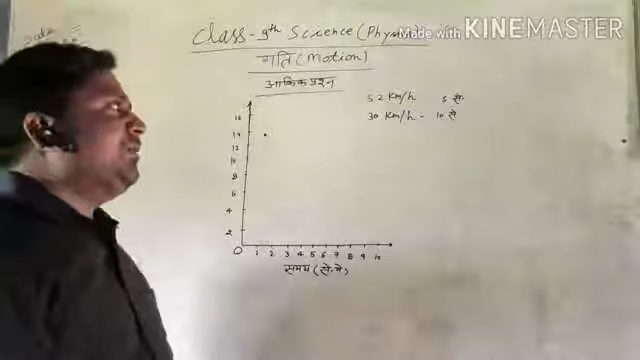 Class - 9th Science (Phy
Made with KINEMASTER
गति (Motion)
आंकिक प्रश्न
52 Km/h 5 से.
30 Km/h - 10 से
16
14
12
10
8
6
4
2
0 1 2 3 4 5 6 7 8 9 10
समय (से. में)